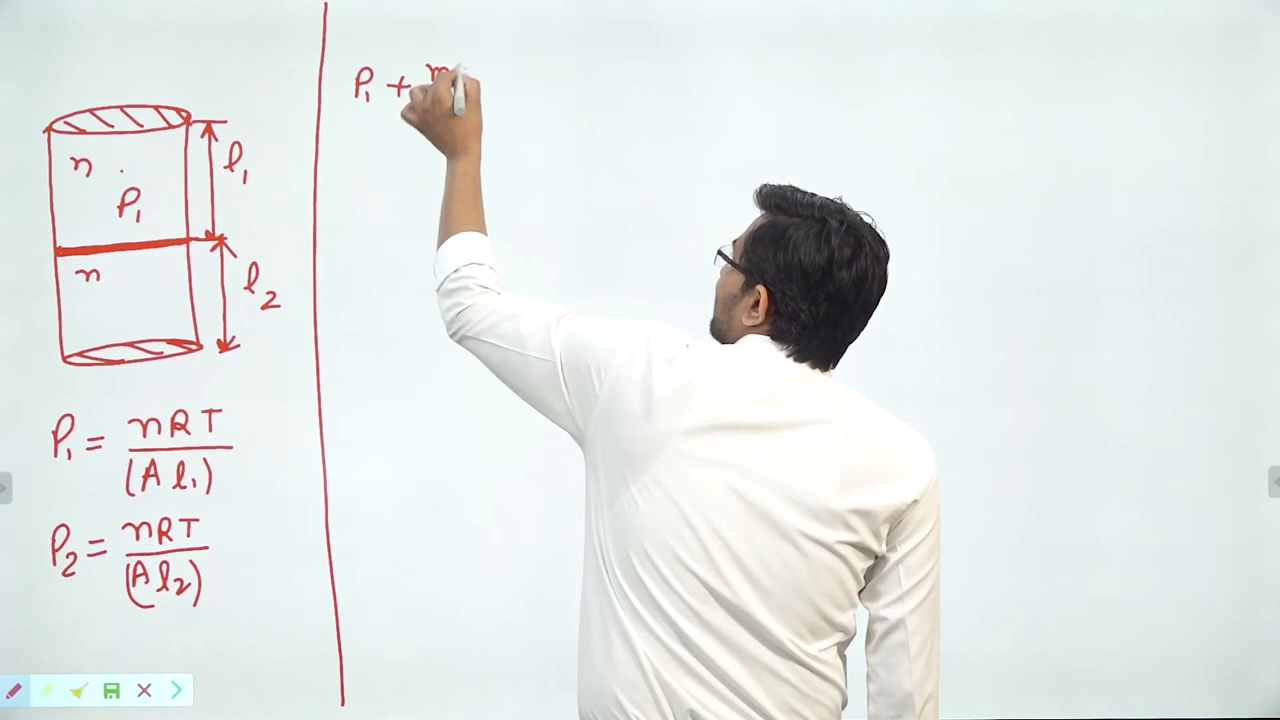 n
P₁
l₁
n
l₂
P₁ = nRT / (A l₁)
P₂ = nRT / (A l₂)
P₁ + m